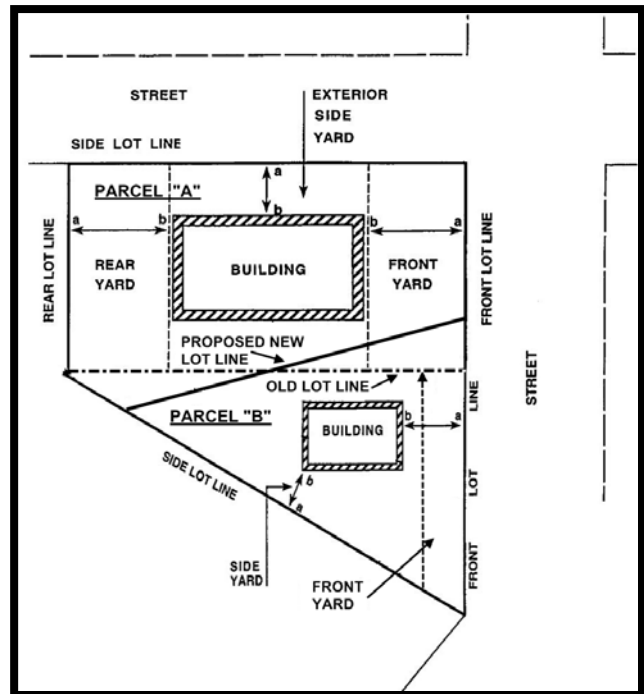 STREET
EXTERIOR
SIDE
YARD
SIDE LOT LINE
PARCEL "A"
a
b
a
b
b
a
REAR LOT LINE
REAR
YARD
BUILDING
FRONT
YARD
FRONT LOT LINE
PROPOSED NEW
LOT LINE
OLD LOT LINE
STREET
PARCEL "B"
BUILDING
b
a
FRONT LOT LINE
SIDE LOT LINE
b
a
SIDE
YARD
FRONT
YARD